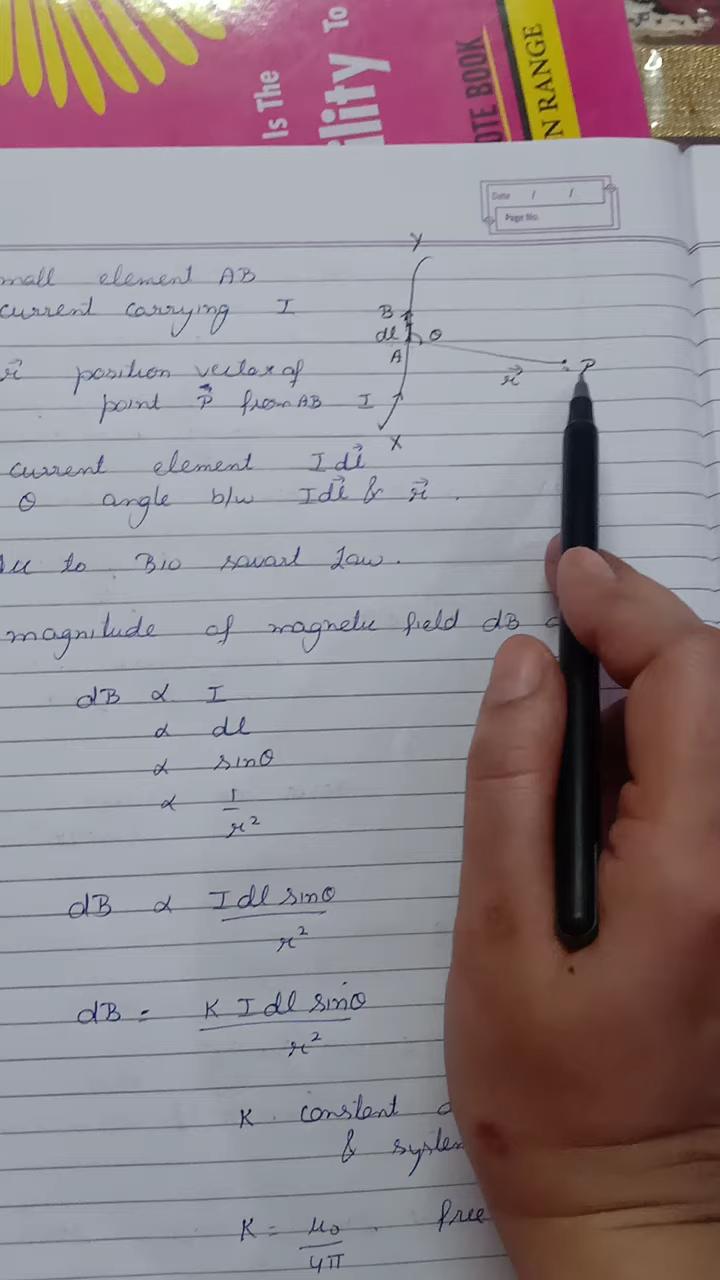 Is The
ility To
OTE BOOK
N RANGE
Date / /
Page No.
Y
mall element AB
current carrying I
B
dl θ
A
r⃗ position vector of
P
r⃗
point P⃗ from AB I
X
current element Idl⃗
θ angle b/w Idl⃗ & r⃗ .
to Bio savart Law.
magnitude of magnetic field dB
dB ∝ I
∝ dl
∝ sinθ
∝ 1/r²
dB ∝ Idl sinθ/r²
dB = K I dl sinθ/r²
K . constant
& system
K = μ₀/4π . free